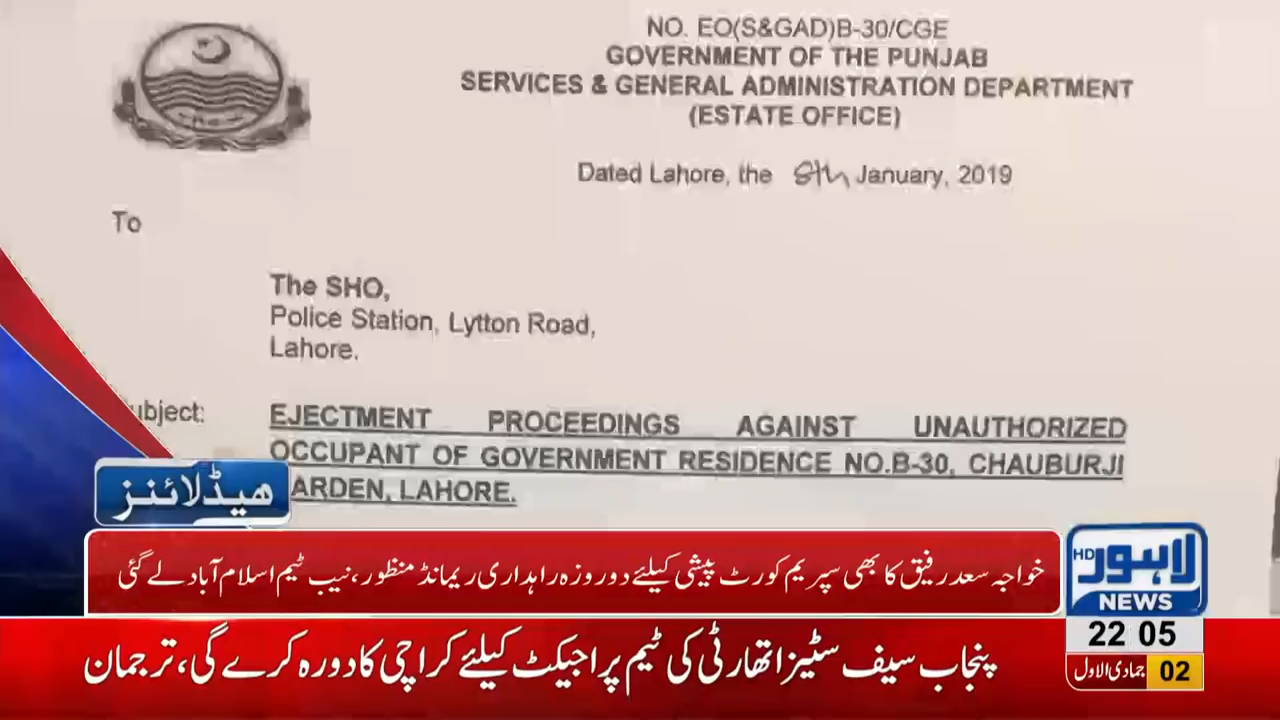 NO. EO(S&GAD)B-30/CGE
GOVERNMENT OF THE PUNJAB
SERVICES & GENERAL ADMINISTRATION DEPARTMENT
(ESTATE OFFICE)
Dated Lahore, the 8th January, 2019
To
The SHO,
Police Station, Lytton Road,
Lahore.
ubject: EJECTMENT PROCEEDINGS AGAINST UNAUTHORIZED
OCCUPANT OF GOVERNMENT RESIDENCE NO.B-30, CHAUBURJI
ARDEN, LAHORE.
ھیڈلائنز
خواجہ سعد رفیق کا بھی سپریم کورٹ پیشی کیلئے دو روزہ راہداری ریمانڈ منظور، نیب ٹیم اسلام آباد لے گئی
HD لاہور
NEWS
22 05
02 جمادی الاول
پنجاب سیف سٹیز اتھارٹی کی ٹیم پراجیکٹ کیلئے کراچی کا دورہ کرے گی، ترجمان